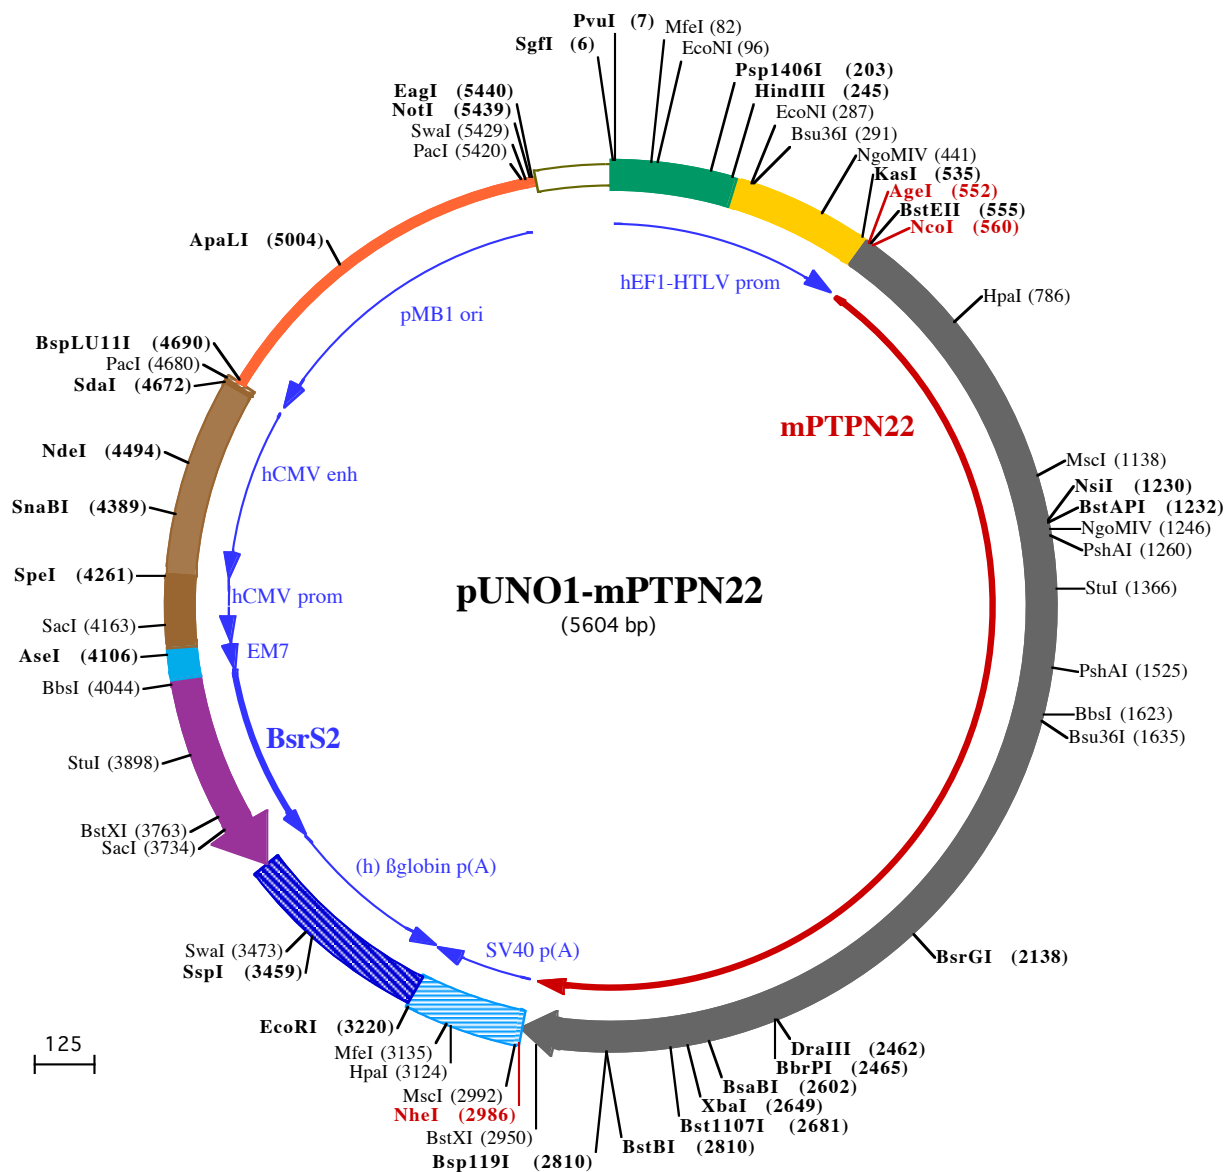 PvuI (7)
SgfI (6)
MfeI (82)
EcoNI (96)
Psp1406I (203)
HindIII (245)
EcoNI (287)
Bsu36I (291)
NgoMIV (441)
KasI (535)
AgeI (552)
BstEII (555)
NcoI (560)
HpaI (786)
MscI (1138)
NsiI (1230)
BstAPI (1232)
NgoMIV (1246)
PshAI (1260)
StuI (1366)
PshAI (1525)
BbsI (1623)
Bsu36I (1635)
BsrGI (2138)
DraIII (2462)
BbrPI (2465)
BsaBI (2602)
XbaI (2649)
Bst1107I (2681)
BstBI (2810)
Bsp119I (2810)
BstXI (2950)
NheI (2986)
MscI (2992)
HpaI (3124)
MfeI (3135)
EcoRI (3220)
SspI (3459)
SwaI (3473)
SacI (3734)
BstXI (3763)
StuI (3898)
BbsI (4044)
AseI (4106)
SacI (4163)
SpeI (4261)
SnaBI (4389)
NdeI (4494)
SdaI (4672)
PacI (4680)
BspLU11I (4690)
ApaLI (5004)
PacI (5420)
SwaI (5429)
NotI (5439)
EagI (5440)
hEF1-HTLV prom
pMB1 ori
mPTPN22
hCMV enh
hCMV prom
EM7
BsrS2
(h) ßglobin p(A)
SV40 p(A)
pUNO1-mPTPN22
(5604 bp)
125